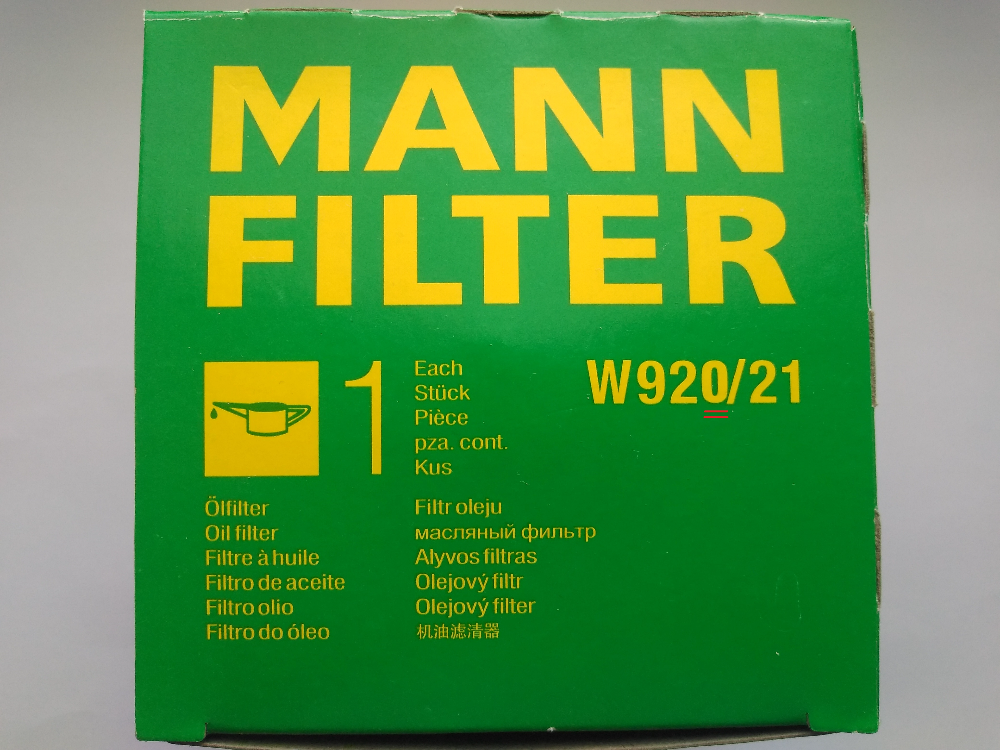 MANN
FILTER
1
Each
Stück
Pièce
pza. cont.
Kus
W920/21
Ölfilter
Oil filter
Filtre à huile
Filtro de aceite
Filtro olio
Filtro do óleo
Filtr oleju
масляный фильтр
Alyvos filtras
Olejový filtr
Olejový filter
机油滤清器